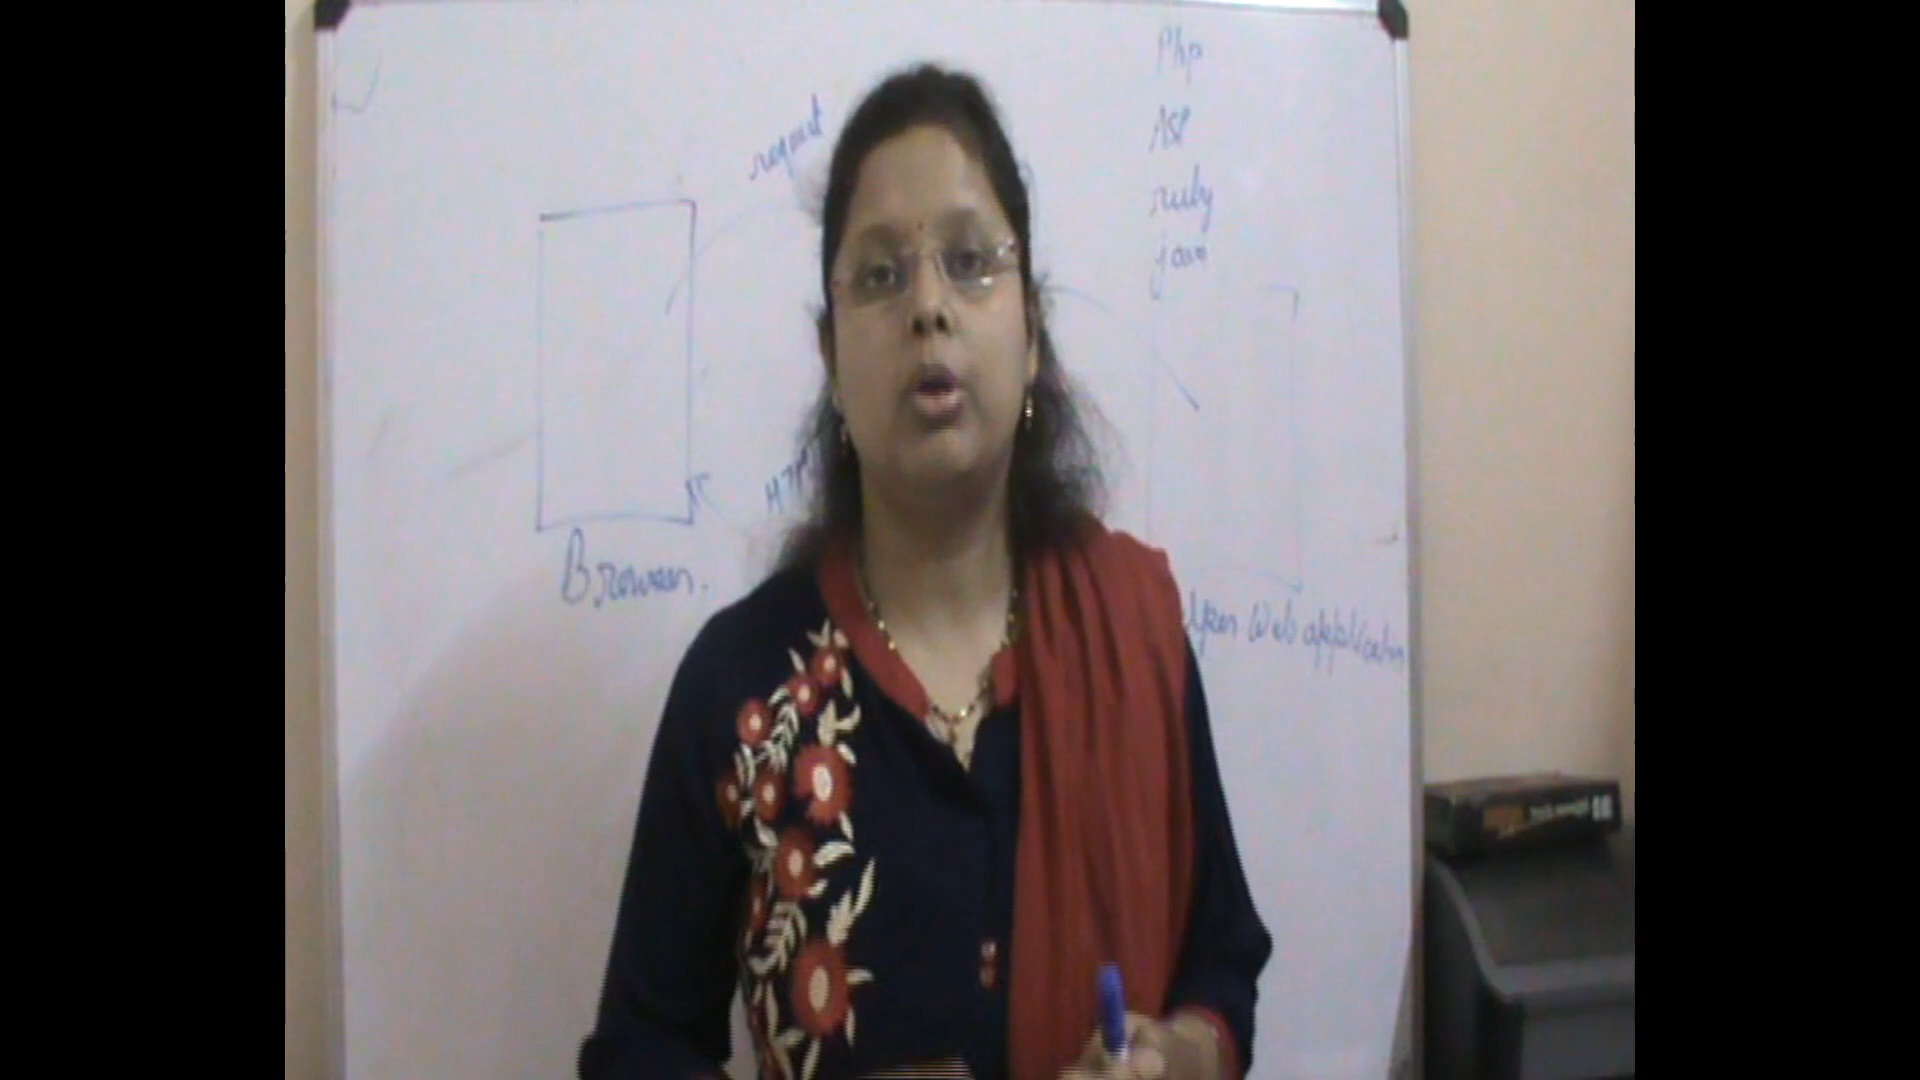 Php
ASP
request
ruby
java
Browser.
Web application